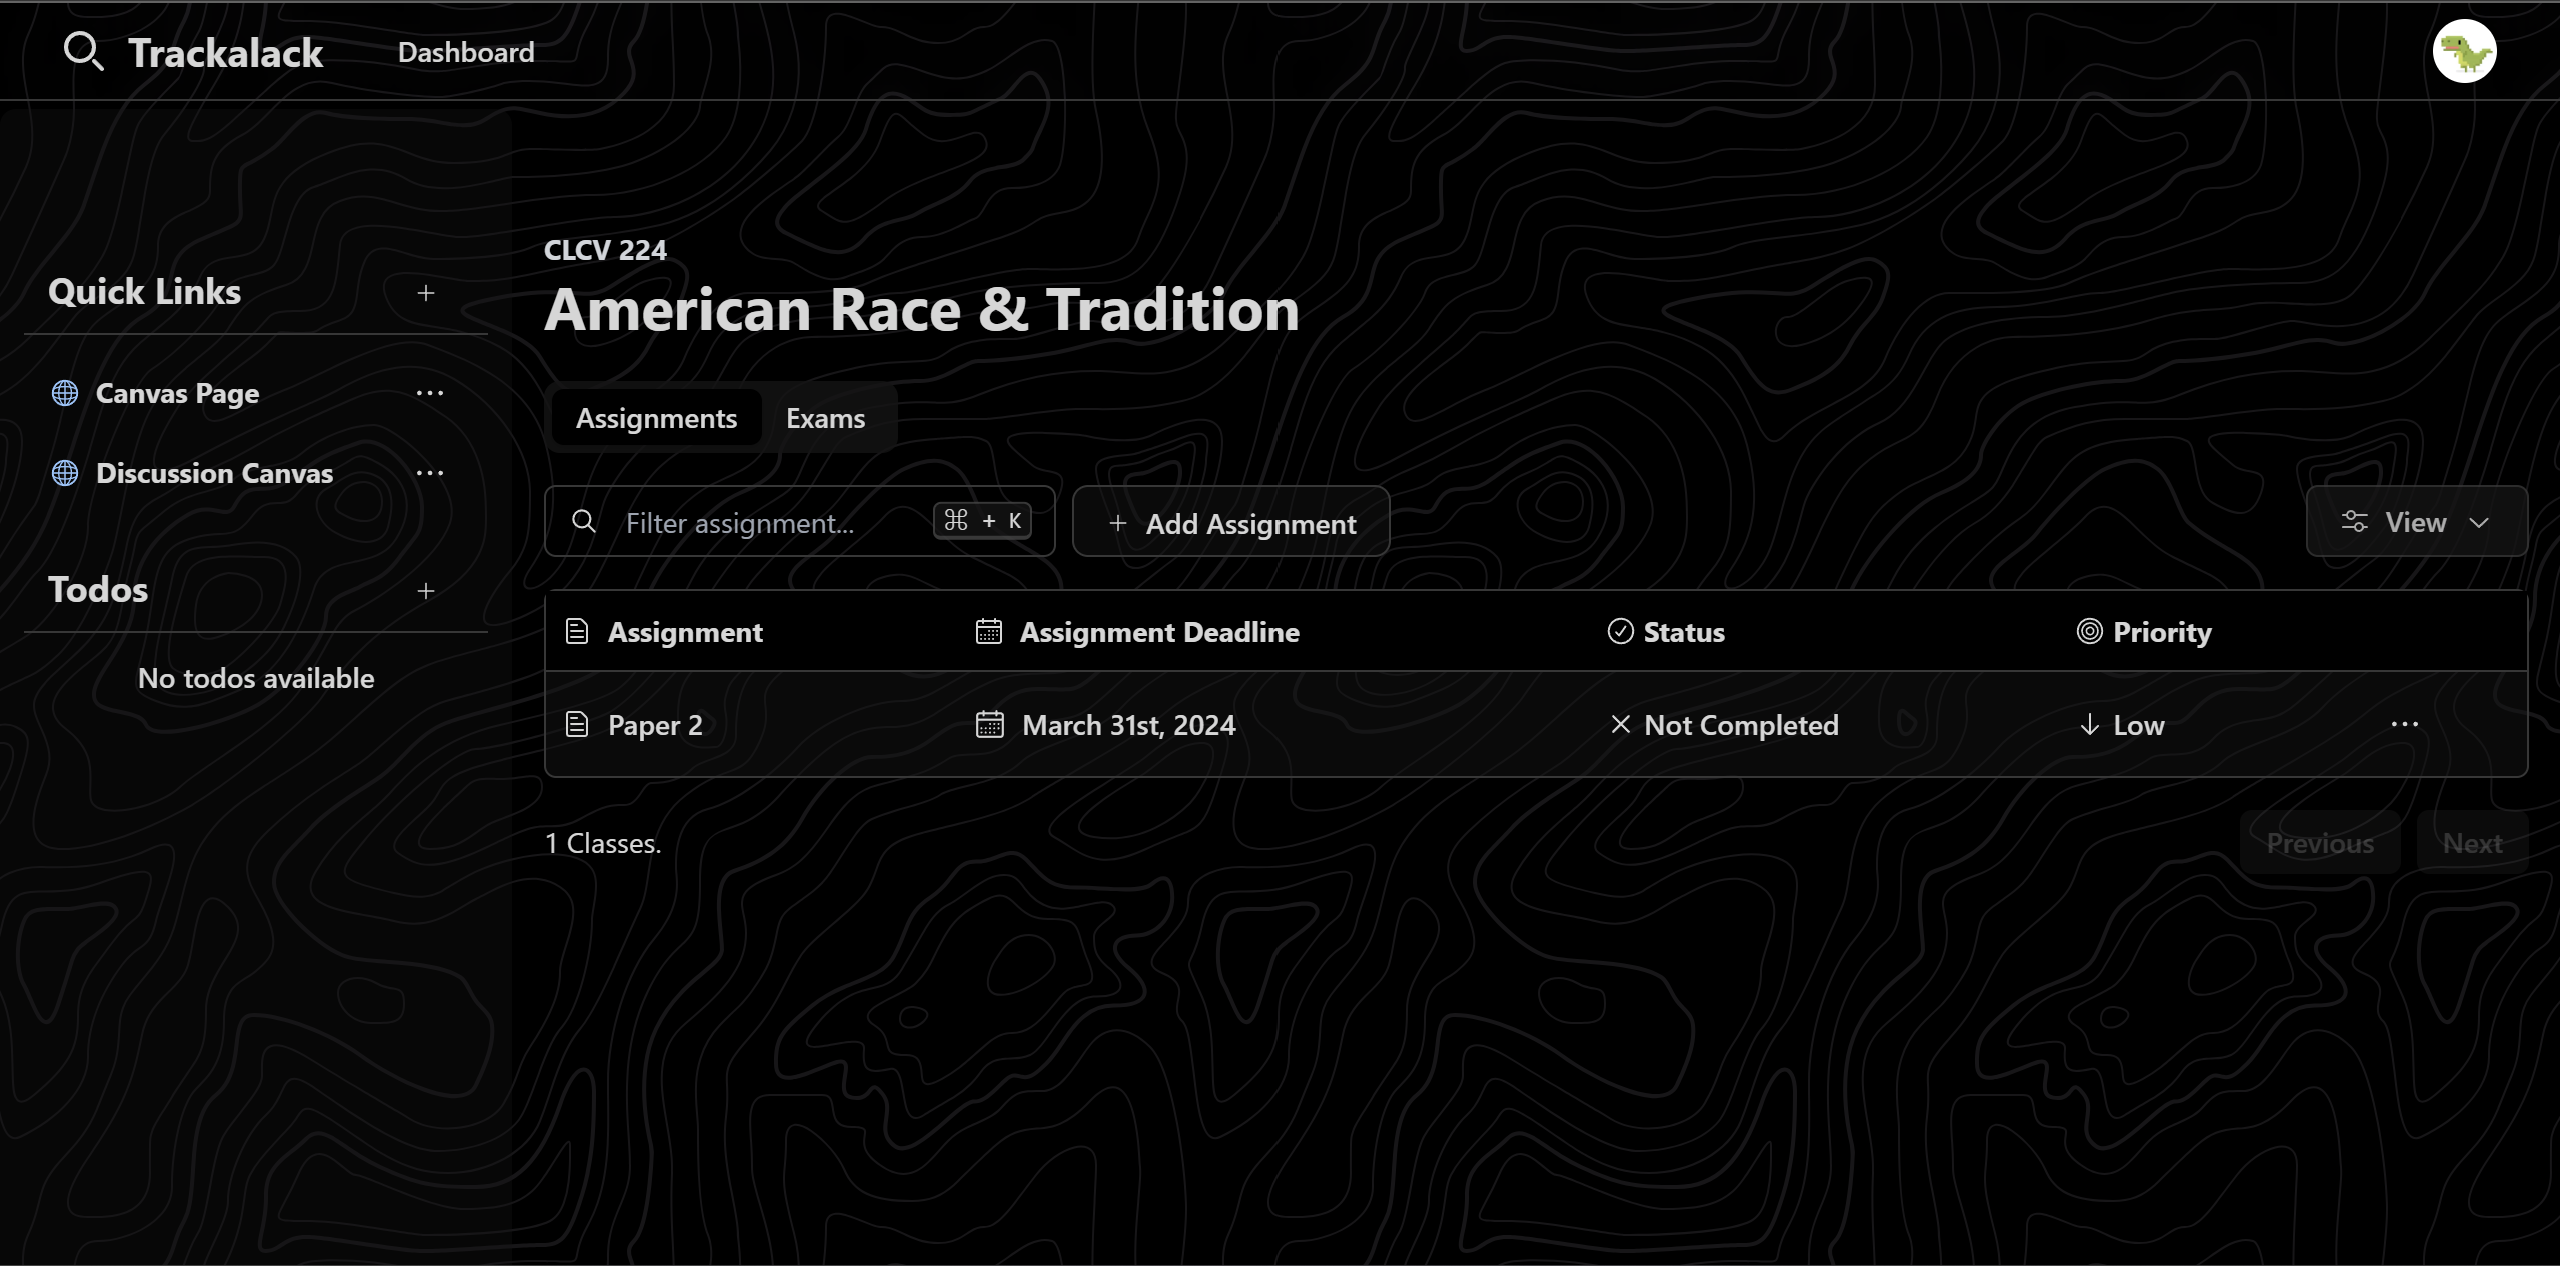 Trackalack
Dashboard
Quick Links
Canvas Page
Discussion Canvas
Todos
No todos available
CLCV 224
American Race & Tradition
Assignments Exams
Filter assignment... ⌘ + K
+ Add Assignment
View
Assignment Assignment Deadline Status Priority
Paper 2 March 31st, 2024 Not Completed Low
1 Classes.
Previous Next